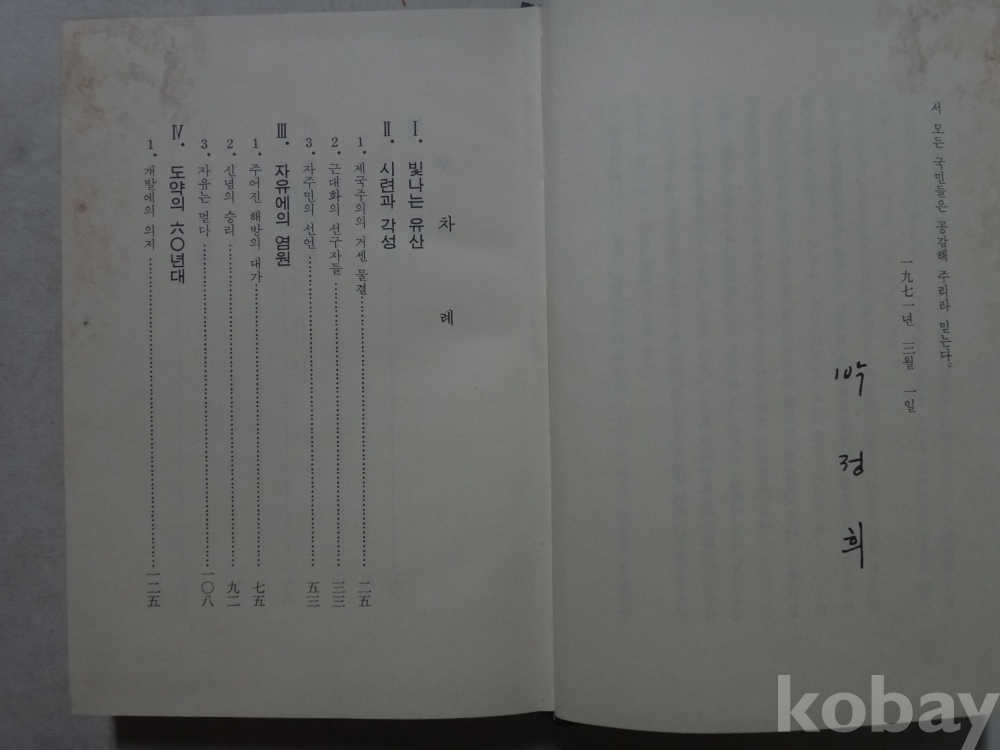 서 모든 국민들은 공감해 주리라 믿는다.
一九七一년 三월 一일
박정희
차 례
Ⅰ. 빛나는 유산
Ⅱ. 시련과 각성
1. 제국주의의 거센 물결 二五
2. 근대화의 선구자들 三三
3. 자주민의 선언 五三
Ⅲ. 자유에의 염원
1. 주어진 해방의 대가 七五
2. 신념의 승리 九二
3. 자유는 멀다 一〇八
Ⅳ. 도약의 六〇년대
1. 개발에의 의지 一二五
kobay